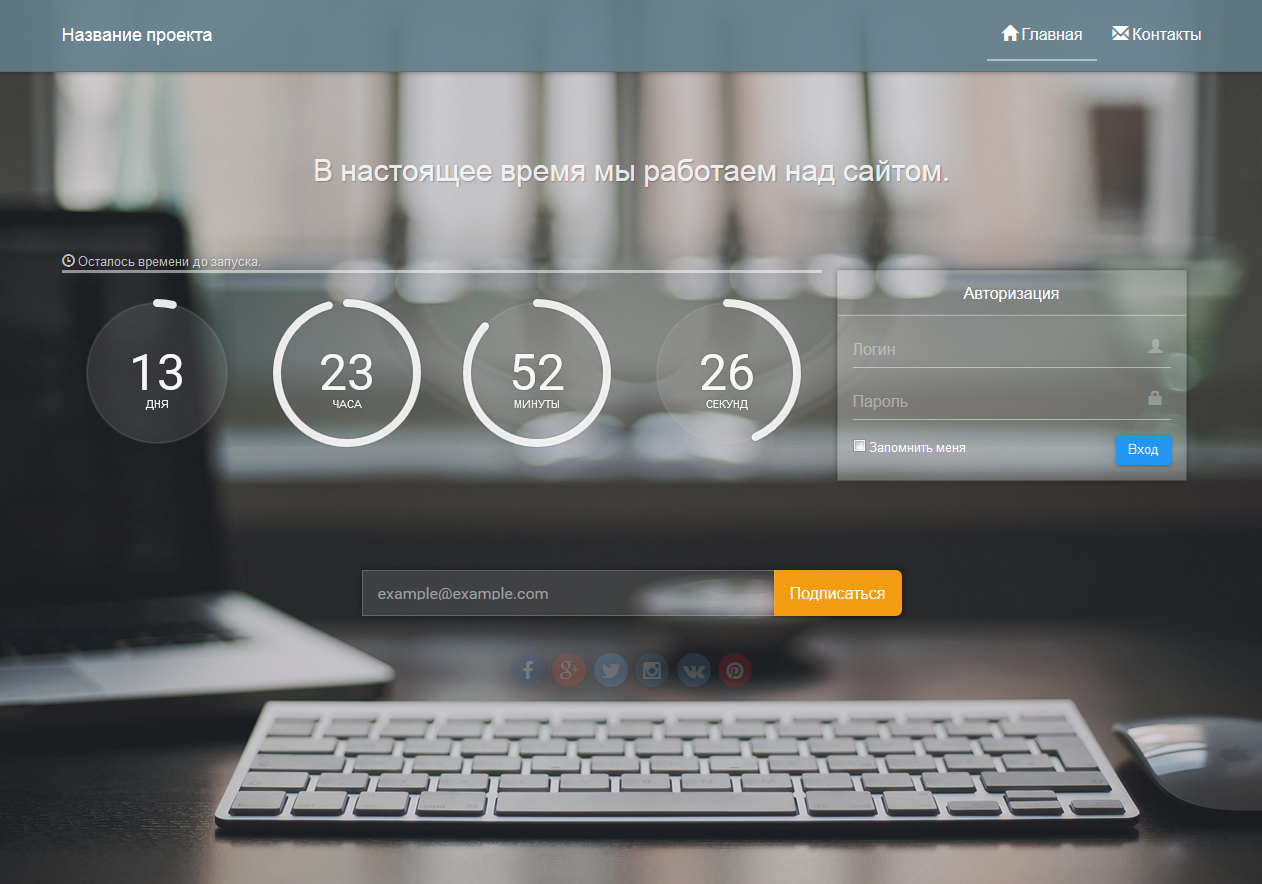 Название проекта
Главная
Контакты
В настоящее время мы работаем над сайтом.
Осталось времени до запуска.
13
ДНЯ
23
ЧАСА
52
МИНУТЫ
26
СЕКУНД
Авторизация
Логин
Пароль
Запомнить меня
Вход
example@example.com
Подписаться